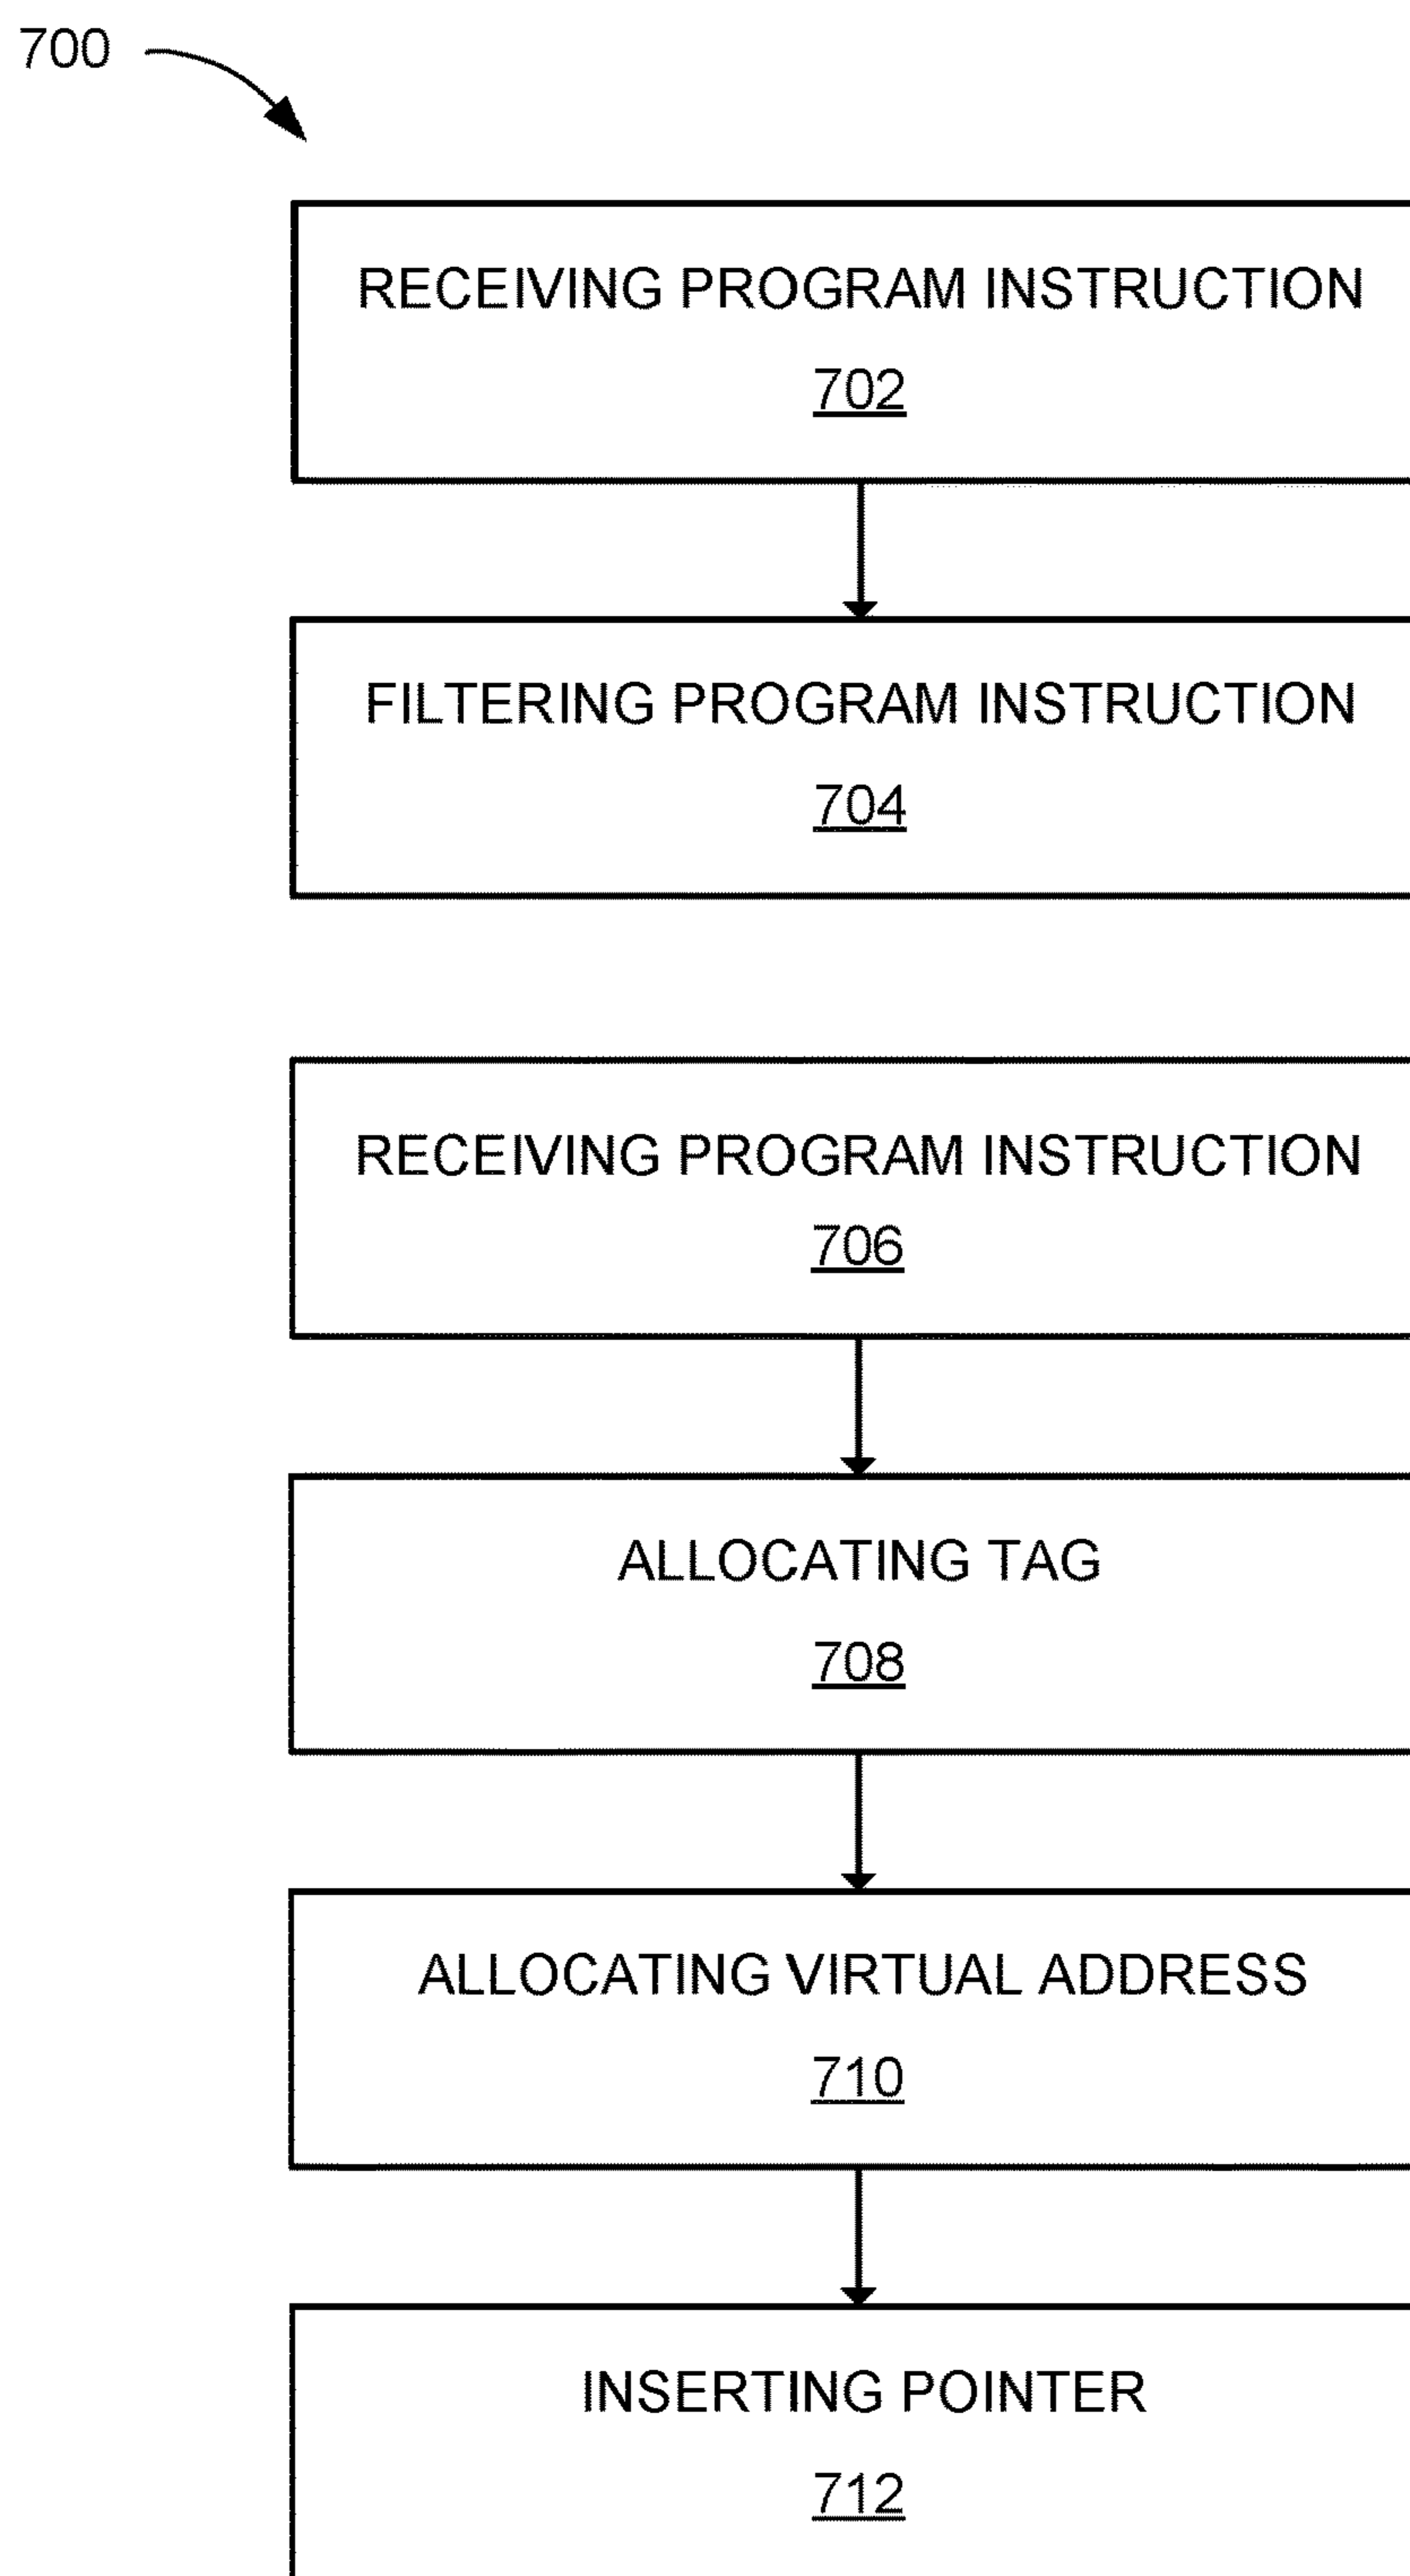 700
RECEIVING PROGRAM INSTRUCTION
702
FILTERING PROGRAM INSTRUCTION
704
RECEIVING PROGRAM INSTRUCTION
706
ALLOCATING TAG
708
ALLOCATING VIRTUAL ADDRESS
710
INSERTING POINTER
712